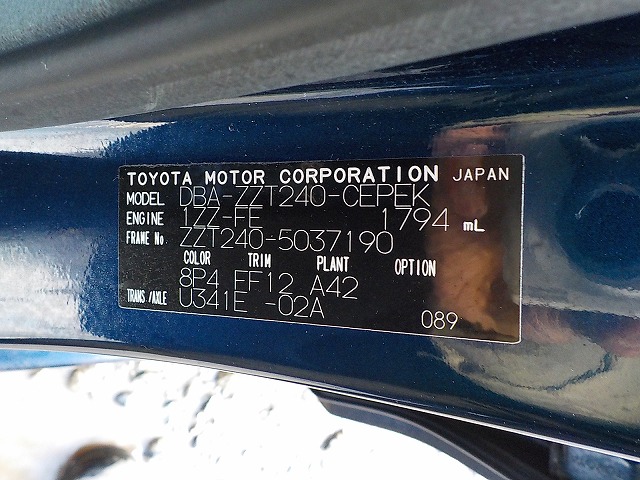 TOYOTA MOTOR CORPORATION JAPAN
MODEL DBA-ZZT240-CEPEK
ENGINE 1ZZ-FE 1794 mL
FRAME No ZZT240-5037190
COLOR TRIM PLANT OPTION
8P4 EF12 A42
TRANS./AXLE U341E -02A
089